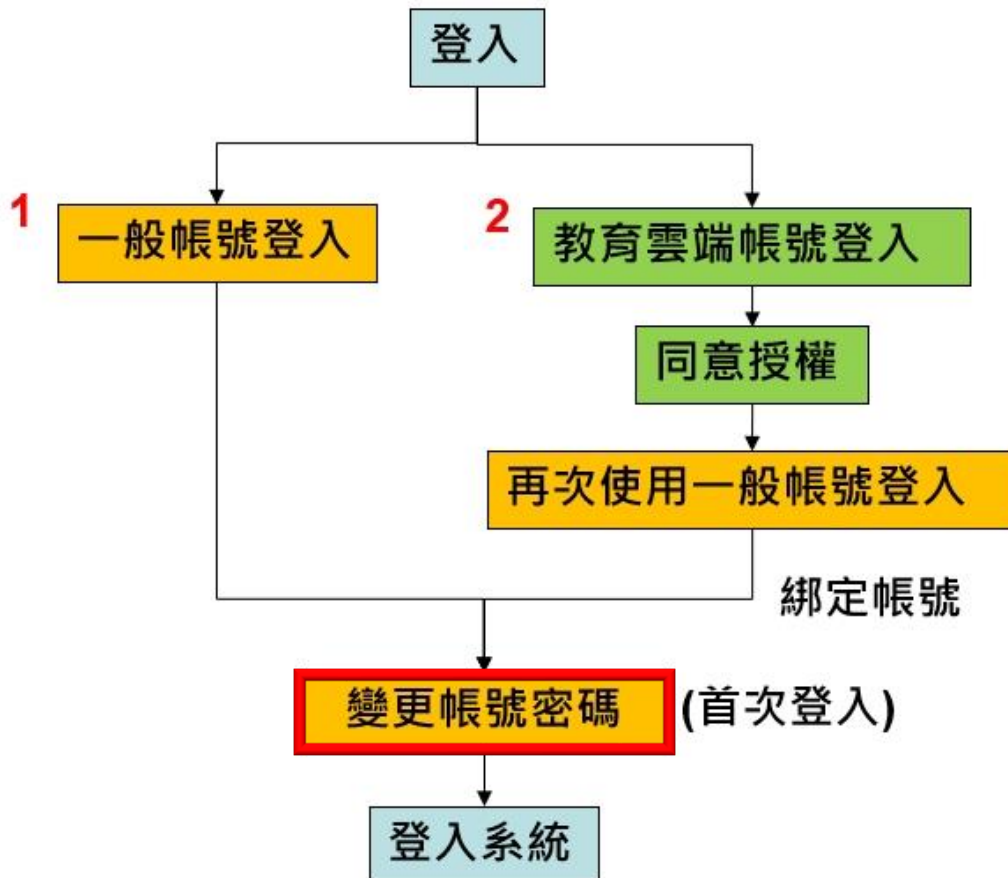 登入
1
一般帳號登入
2
教育雲端帳號登入
同意授權
再次使用一般帳號登入
綁定帳號
變更帳號密碼
(首次登入)
登入系統